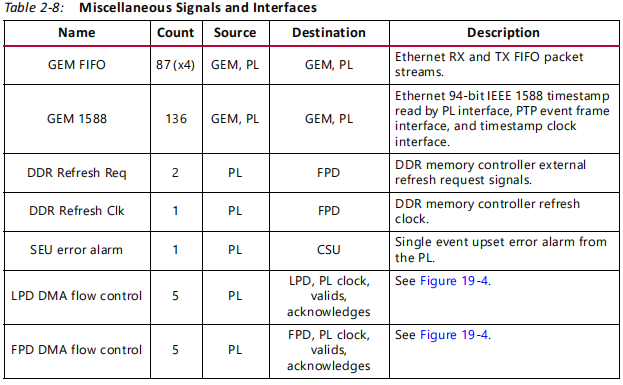 Table 2-8: Miscellaneous Signals and Interfaces
Name Count Source Destination Description
GEM FIFO 87 (x4) GEM, PL GEM, PL Ethernet RX and TX FIFO packet
streams.
GEM 1588 136 GEM, PL GEM, PL Ethernet 94-bit IEEE 1588 timestamp
read by PL interface, PTP event frame
interface, and timestamp clock
interface.
DDR Refresh Req 2 PL FPD DDR memory controller external
refresh request signals.
DDR Refresh Clk 1 PL FPD DDR memory controller refresh
clock.
SEU error alarm 1 PL CSU Single event upset error alarm from
the PL.
LPD DMA flow control 5 PL LPD, PL clock,
valids,
acknowledges
See Figure 19-4.
FPD DMA flow control 5 PL FPD, PL clock,
valids,
acknowledges
See Figure 19-4.